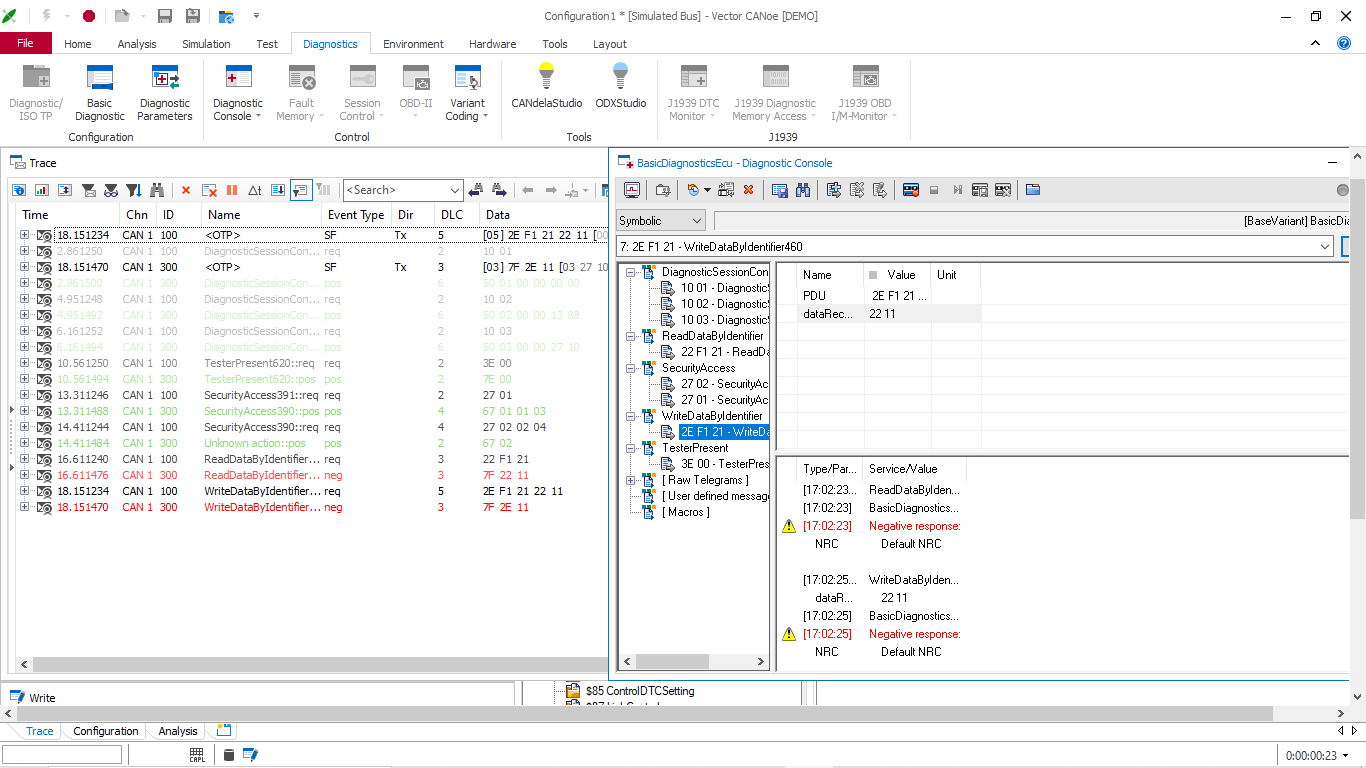 Configuration1 * [Simulated Bus] - Vector CANoe [DEMO]
File Home Analysis Simulation Test Diagnostics Environment Hardware Tools Layout
Diagnostic/ ISO TP
Basic Diagnostic
Diagnostic Parameters
Configuration
Diagnostic Console
Fault Memory
Session Control
OBD-II
Variant Coding
Control
CANdelaStudio
ODXStudio
Tools
J1939 DTC Monitor
J1939 Diagnostic Memory Access
J1939 OBD I/M-Monitor
J1939
Trace
<Search>
Time Chn ID Name Event Type Dir DLC Data
18.151234 CAN 1 100 <OTP> SF Tx 5 [05] 2E F1 21 22 11 [00
2.861250 CAN 1 100 DiagnosticSessionCon... req 2 10 01
18.151470 CAN 1 300 <OTP> SF Tx 3 [03] 7F 2E 11 [03 27 10
2.861500 CAN 1 300 DiagnosticSessionCon... pos 6 50 01 00 00 00 00
4.951248 CAN 1 100 DiagnosticSessionCon... req 2 10 02
4.951492 CAN 1 300 DiagnosticSessionCon... pos 6 50 02 00 00 13 88
6.161252 CAN 1 100 DiagnosticSessionCon... req 2 10 03
6.161494 CAN 1 300 DiagnosticSessionCon... pos 6 50 03 00 00 27 10
10.561250 CAN 1 100 TesterPresent620::req req 2 3E 00
10.561494 CAN 1 300 TesterPresent620::pos pos 2 7E 00
13.311246 CAN 1 100 SecurityAccess391::req req 2 27 01
13.311488 CAN 1 300 SecurityAccess390::pos pos 4 67 01 01 03
14.411244 CAN 1 100 SecurityAccess390::req req 4 27 02 02 04
14.411484 CAN 1 300 Unknown action::pos pos 2 67 02
16.611240 CAN 1 100 ReadDataByIdentifier... req 3 22 F1 21
16.611476 CAN 1 300 ReadDataByIdentifier... neg 3 7F 22 11
18.151234 CAN 1 100 WriteDataByIdentifier... req 5 2E F1 21 22 11
18.151470 CAN 1 300 WriteDataByIdentifier... neg 3 7F 2E 11
BasicDiagnosticsEcu - Diagnostic Console
Symbolic
[BaseVariant] BasicDia
7: 2E F1 21 - WriteDataByIdentifier460
DiagnosticSessionCon
10 01 - Diagnostics
10 02 - Diagnostics
10 03 - Diagnostics
ReadDataByIdentifier
22 F1 21 - ReadDa
SecurityAccess
27 02 - SecurityAc
27 01 - SecurityAc
WriteDataByIdentifier
2E F1 21 - WriteDa
TesterPresent
3E 00 - TesterPres
[ Raw Telegrams ]
[ User defined message
[ Macros ]
Name Value Unit
PDU 2E F1 21 ...
dataRec... 22 11
Type/Par... Service/Value
[17:02:23... ReadDataByIden...
[17:02:23] BasicDiagnostics...
[17:02:23] Negative response:
NRC Default NRC
[17:02:25... WriteDataByIden...
dataR... 22 11
[17:02:25] BasicDiagnostics...
[17:02:25] Negative response:
NRC Default NRC
Write
$85 ControlDTCSetting
Trace Configuration Analysis
CAPL
0:00:00:23